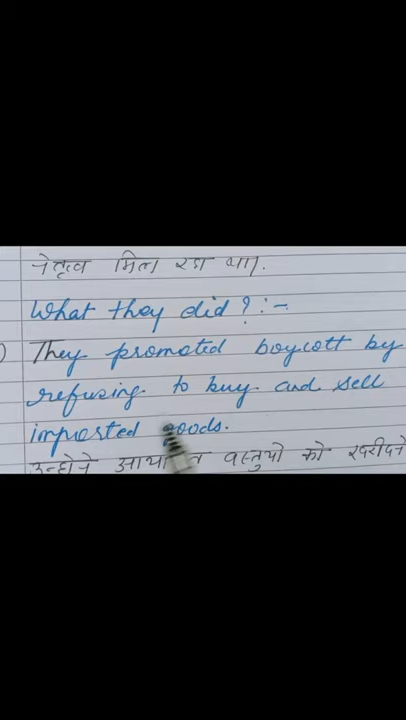 नेतृत्व मिल रहा था।.
What they did ? :-
) They promoted boycott by
refusing to buy and sell
imported goods.
उन्होंने आयातित वस्तुओं को खरीदने